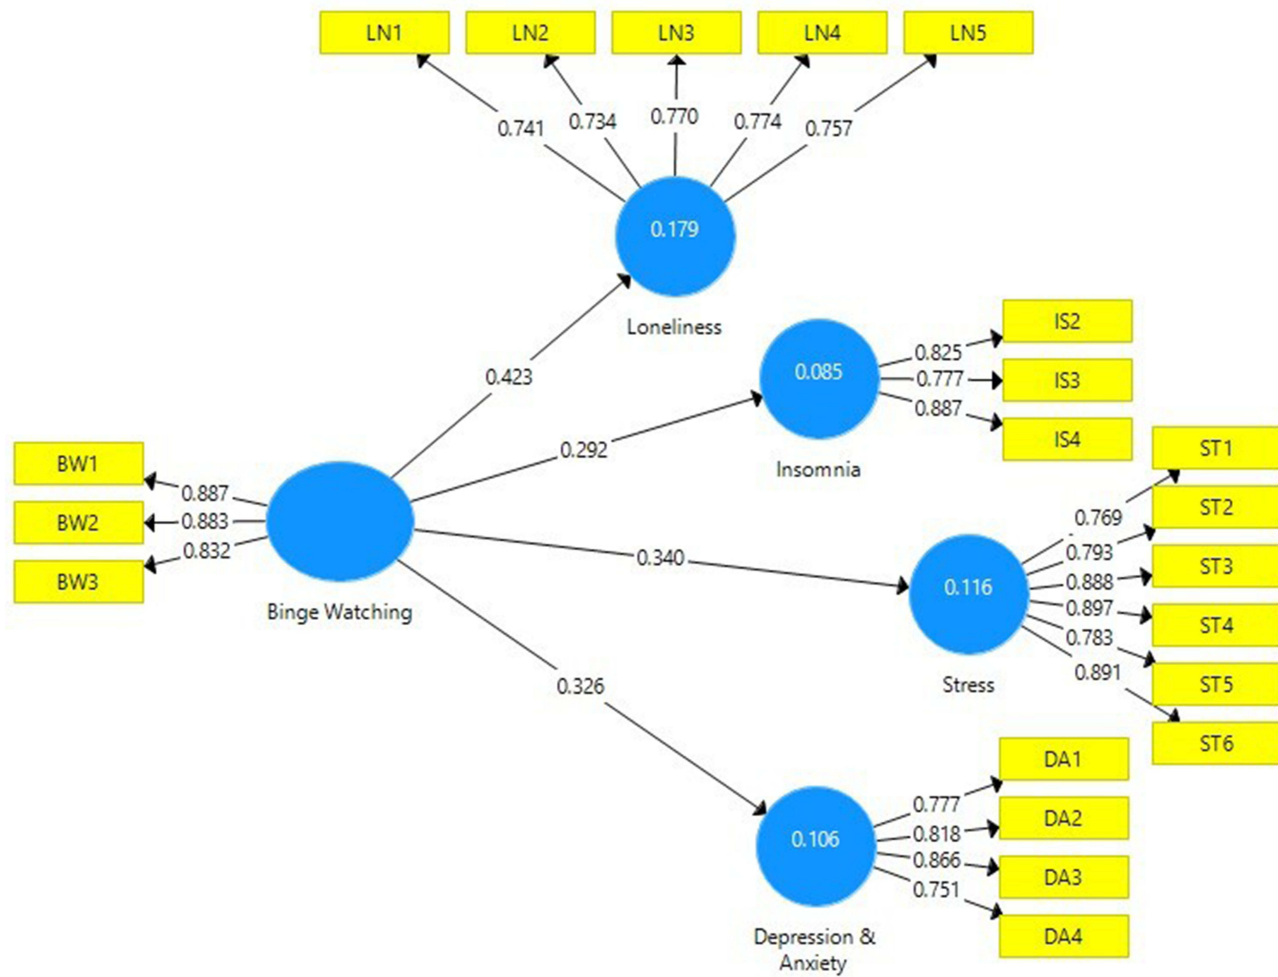 LN1 LN2 LN3 LN4 LN5
0.741 0.734 0.770 0.774 0.757
0.179
Loneliness
0.423
0.085
Insomnia
0.825
0.777
0.887
IS2
IS3
IS4
0.292
BW1
BW2
BW3
0.887
0.883
0.832
Binge Watching
0.340
0.116
Stress
0.769
0.793
0.888
0.897
0.783
0.891
ST1
ST2
ST3
ST4
ST5
ST6
0.326
0.106
Depression &
Anxiety
0.777
0.818
0.866
0.751
DA1
DA2
DA3
DA4